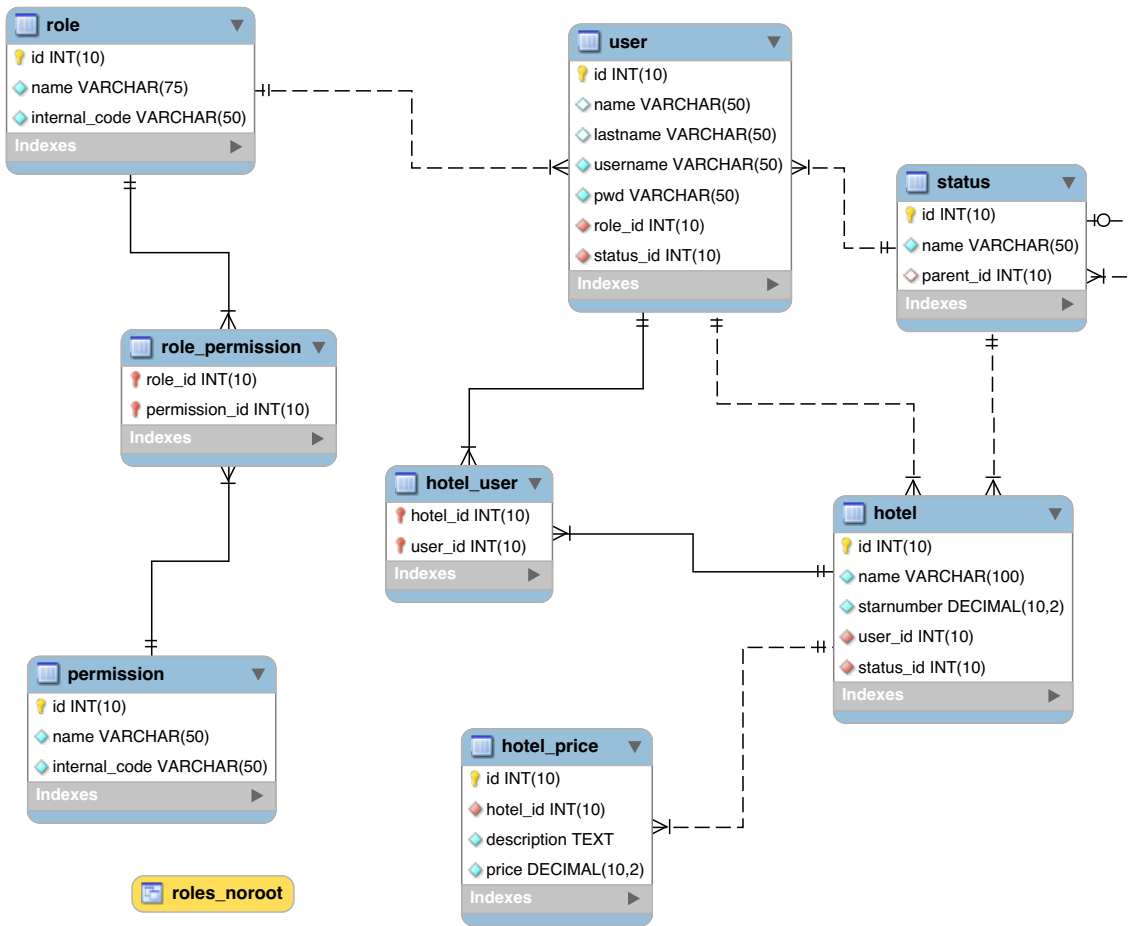 role
id INT(10)
name VARCHAR(75)
internal_code VARCHAR(50)
Indexes
user
id INT(10)
name VARCHAR(50)
lastname VARCHAR(50)
username VARCHAR(50)
pwd VARCHAR(50)
role_id INT(10)
status_id INT(10)
Indexes
status
id INT(10)
name VARCHAR(50)
parent_id INT(10)
Indexes
role_permission
role_id INT(10)
permission_id INT(10)
Indexes
hotel_user
hotel_id INT(10)
user_id INT(10)
Indexes
hotel
id INT(10)
name VARCHAR(100)
starnumber DECIMAL(10,2)
user_id INT(10)
status_id INT(10)
Indexes
permission
id INT(10)
name VARCHAR(50)
internal_code VARCHAR(50)
Indexes
hotel_price
id INT(10)
hotel_id INT(10)
description TEXT
price DECIMAL(10,2)
Indexes
roles_noroot